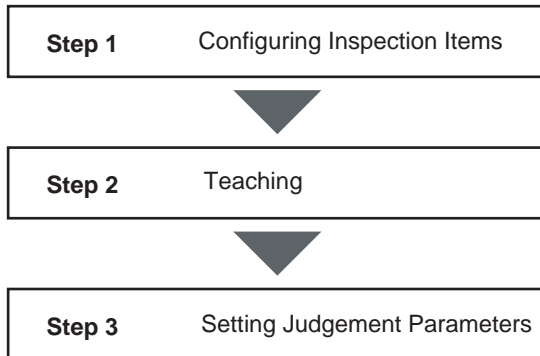 Step 1 Configuring Inspection Items
Step 2 Teaching
Step 3 Setting Judgement Parameters